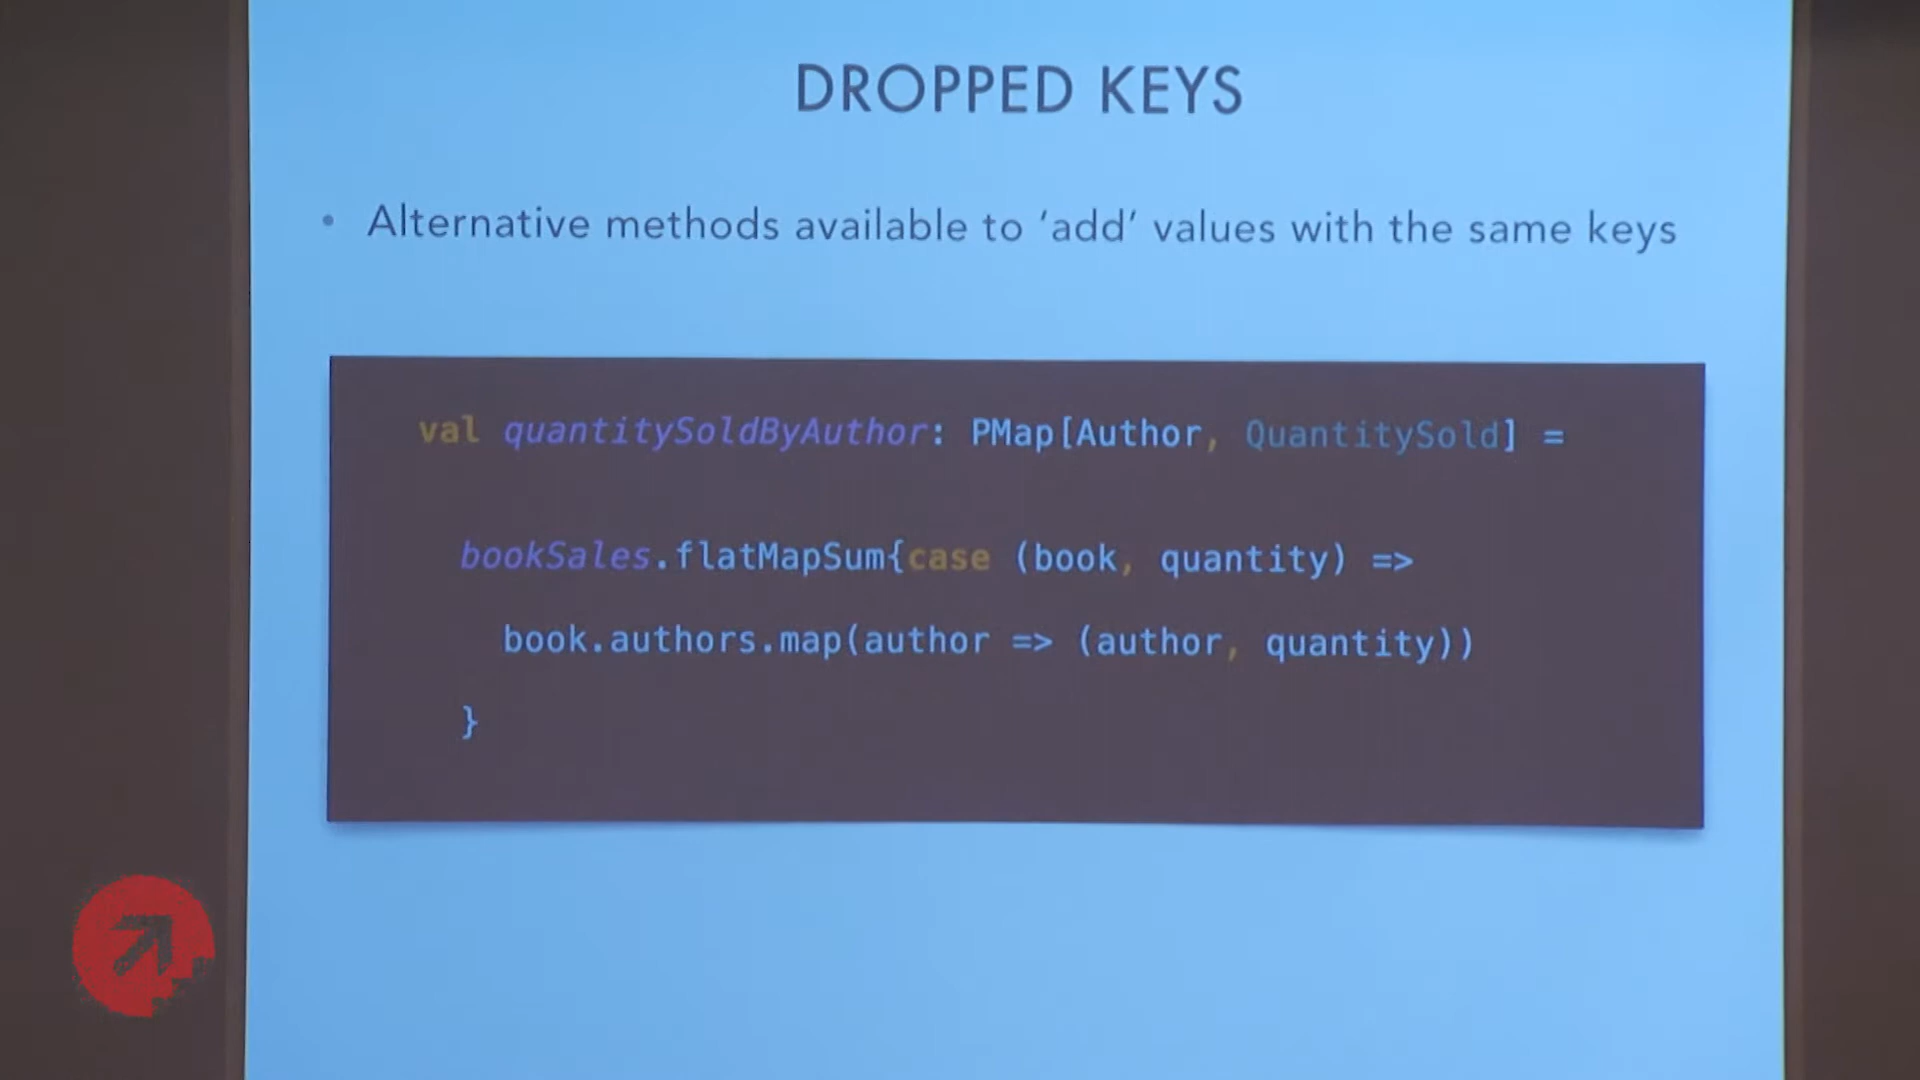 DROPPED KEYS
• Alternative methods available to ‘add’ values with the same keys
val quantitySoldByAuthor: PMap[Author, QuantitySold] =
bookSales.flatMapSum{case (book, quantity) =>
book.authors.map(author => (author, quantity))
}